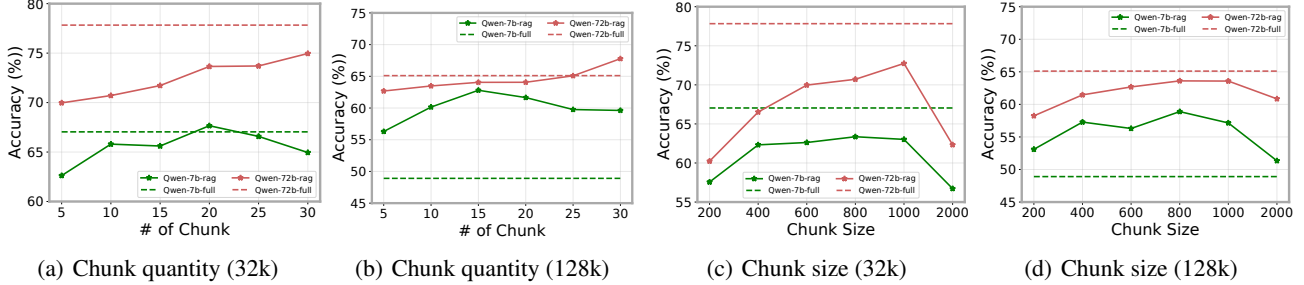 80
75
70
65
60
Accuracy (%))
5 10 15 20 25 30
# of Chunk
Qwen-7b-rag
Qwen-7b-full
Qwen-72b-rag
Qwen-72b-full
(a) Chunk quantity (32k)
75
70
65
60
55
50
45
Accuracy (%))
5 10 15 20 25 30
# of Chunk
Qwen-7b-rag
Qwen-7b-full
Qwen-72b-rag
Qwen-72b-full
(b) Chunk quantity (128k)
80
75
70
65
60
55
Accuracy (%))
200 400 600 800 1000 2000
Chunk Size
Qwen-7b-rag
Qwen-7b-full
Qwen-72b-rag
Qwen-72b-full
(c) Chunk size (32k)
75
70
65
60
55
50
45
Accuracy (%))
200 400 600 800 1000 2000
Chunk Size
Qwen-7b-rag
Qwen-7b-full
Qwen-72b-rag
Qwen-72b-full
(d) Chunk size (128k)